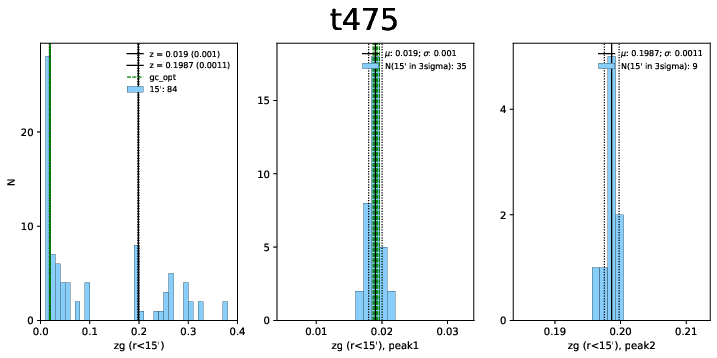 t475
z = 0.019 (0.001)
z = 0.1987 (0.0011)
gc_opt
15': 84
N
20
10
0
0.0 0.1 0.2 0.3 0.4
zg (r<15')
μ: 0.019; σ: 0.001
N(15' in 3sigma): 35
15
10
5
0
0.01 0.02 0.03
zg (r<15'), peak1
μ: 0.1987; σ: 0.0011
N(15' in 3sigma): 9
4
2
0
0.19 0.20 0.21
zg (r<15'), peak2